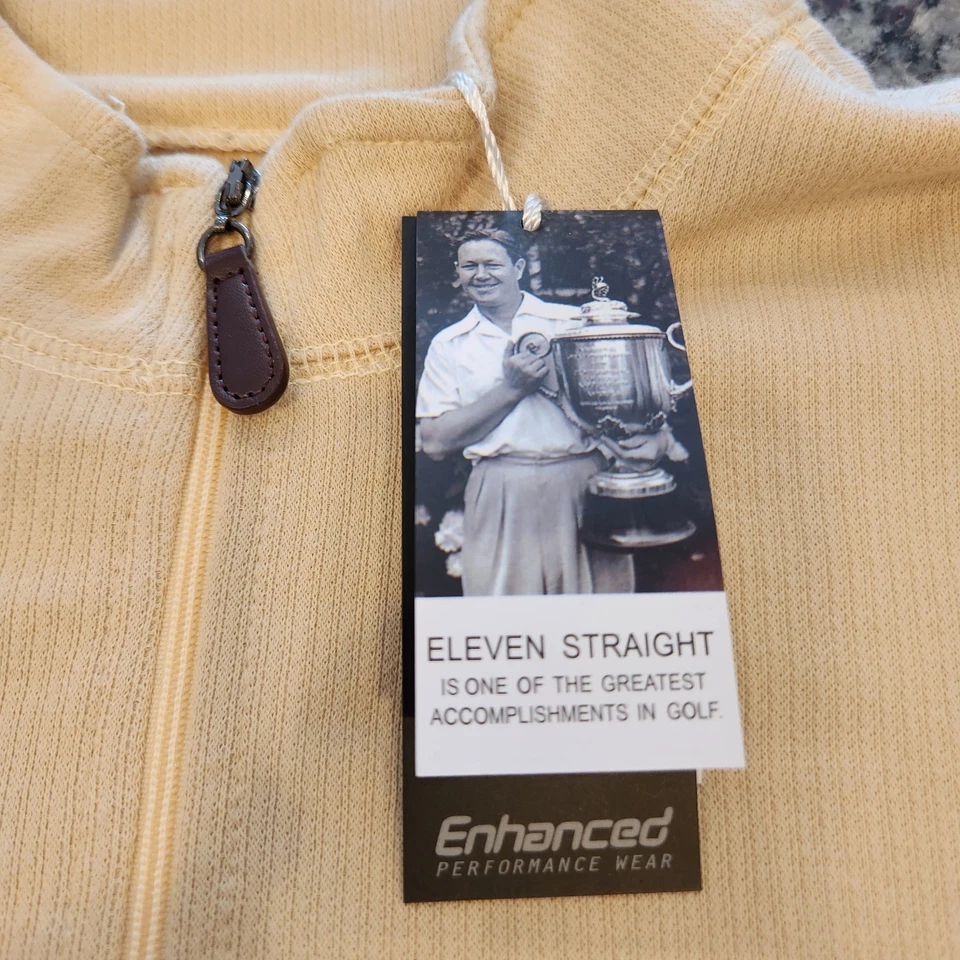 ELEVEN STRAIGHT
IS ONE OF THE GREATEST
ACCOMPLISHMENTS IN GOLF.
Enhanced
PERFORMANCE WEAR